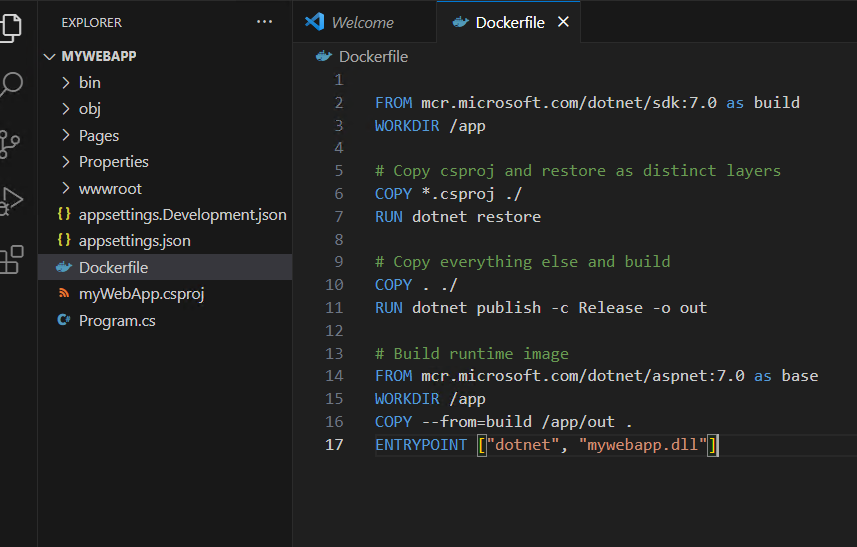 EXPLORER
MYWEBAPP
bin
obj
Pages
Properties
wwwroot
{} appsettings.Development.json
{} appsettings.json
Dockerfile
myWebApp.csproj
Program.cs
Welcome
Dockerfile
Dockerfile
1
2 FROM mcr.microsoft.com/dotnet/sdk:7.0 as build
3 WORKDIR /app
4
5 # Copy csproj and restore as distinct layers
6 COPY *.csproj ./
7 RUN dotnet restore
8
9 # Copy everything else and build
10 COPY . ./
11 RUN dotnet publish -c Release -o out
12
13 # Build runtime image
14 FROM mcr.microsoft.com/dotnet/aspnet:7.0 as base
15 WORKDIR /app
16 COPY --from=build /app/out .
17 ENTRYPOINT ["dotnet", "mywebapp.dll"]